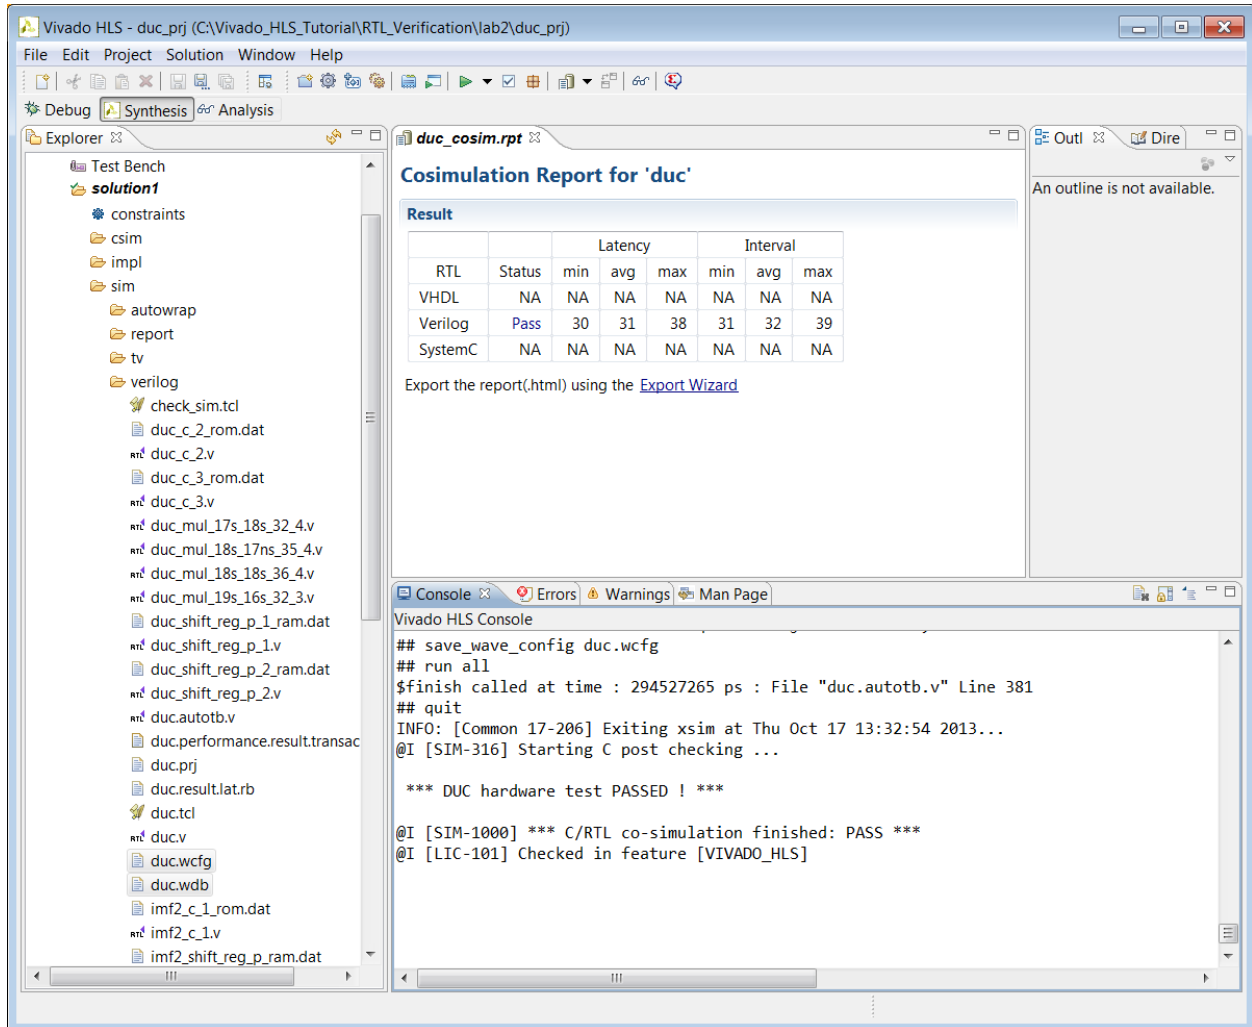 Vivado HLS - duc_prj (C:\Vivado_HLS_Tutorial\RTL_Verification\lab2\duc_prj)
File Edit Project Solution Window Help
Debug Synthesis Analysis
Explorer
Test Bench
solution1
constraints
csim
impl
sim
autowrap
report
tv
verilog
check_sim.tcl
duc_c_2_rom.dat
duc_c_2.v
duc_c_3_rom.dat
duc_c_3.v
duc_mul_17s_18s_32_4.v
duc_mul_18s_17ns_35_4.v
duc_mul_18s_18s_36_4.v
duc_mul_19s_16s_32_3.v
duc_shift_reg_p_1_ram.dat
duc_shift_reg_p_1.v
duc_shift_reg_p_2_ram.dat
duc_shift_reg_p_2.v
duc.autotb.v
duc.performance.result.transac
duc.prj
duc.result.lat.rb
duc.tcl
duc.v
duc.wcfg
duc.wdb
imf2_c_1_rom.dat
imf2_c_1.v
imf2_shift_reg_p_ram.dat
duc_cosim.rpt
Cosimulation Report for 'duc'
Result
Latency Interval
RTL Status min avg max min avg max
VHDL NA NA NA NA NA NA NA
Verilog Pass 30 31 38 31 32 39
SystemC NA NA NA NA NA NA NA
Export the report(.html) using the Export Wizard
Outl Dire
An outline is not available.
Console Errors Warnings Man Page
Vivado HLS Console
## save_wave_config duc.wcfg
## run all
$finish called at time : 294527265 ps : File "duc.autotb.v" Line 381
## quit
INFO: [Common 17-206] Exiting xsim at Thu Oct 17 13:32:54 2013...
@I [SIM-316] Starting C post checking ...
*** DUC hardware test PASSED ! ***
@I [SIM-1000] *** C/RTL co-simulation finished: PASS ***
@I [LIC-101] Checked in feature [VIVADO_HLS]